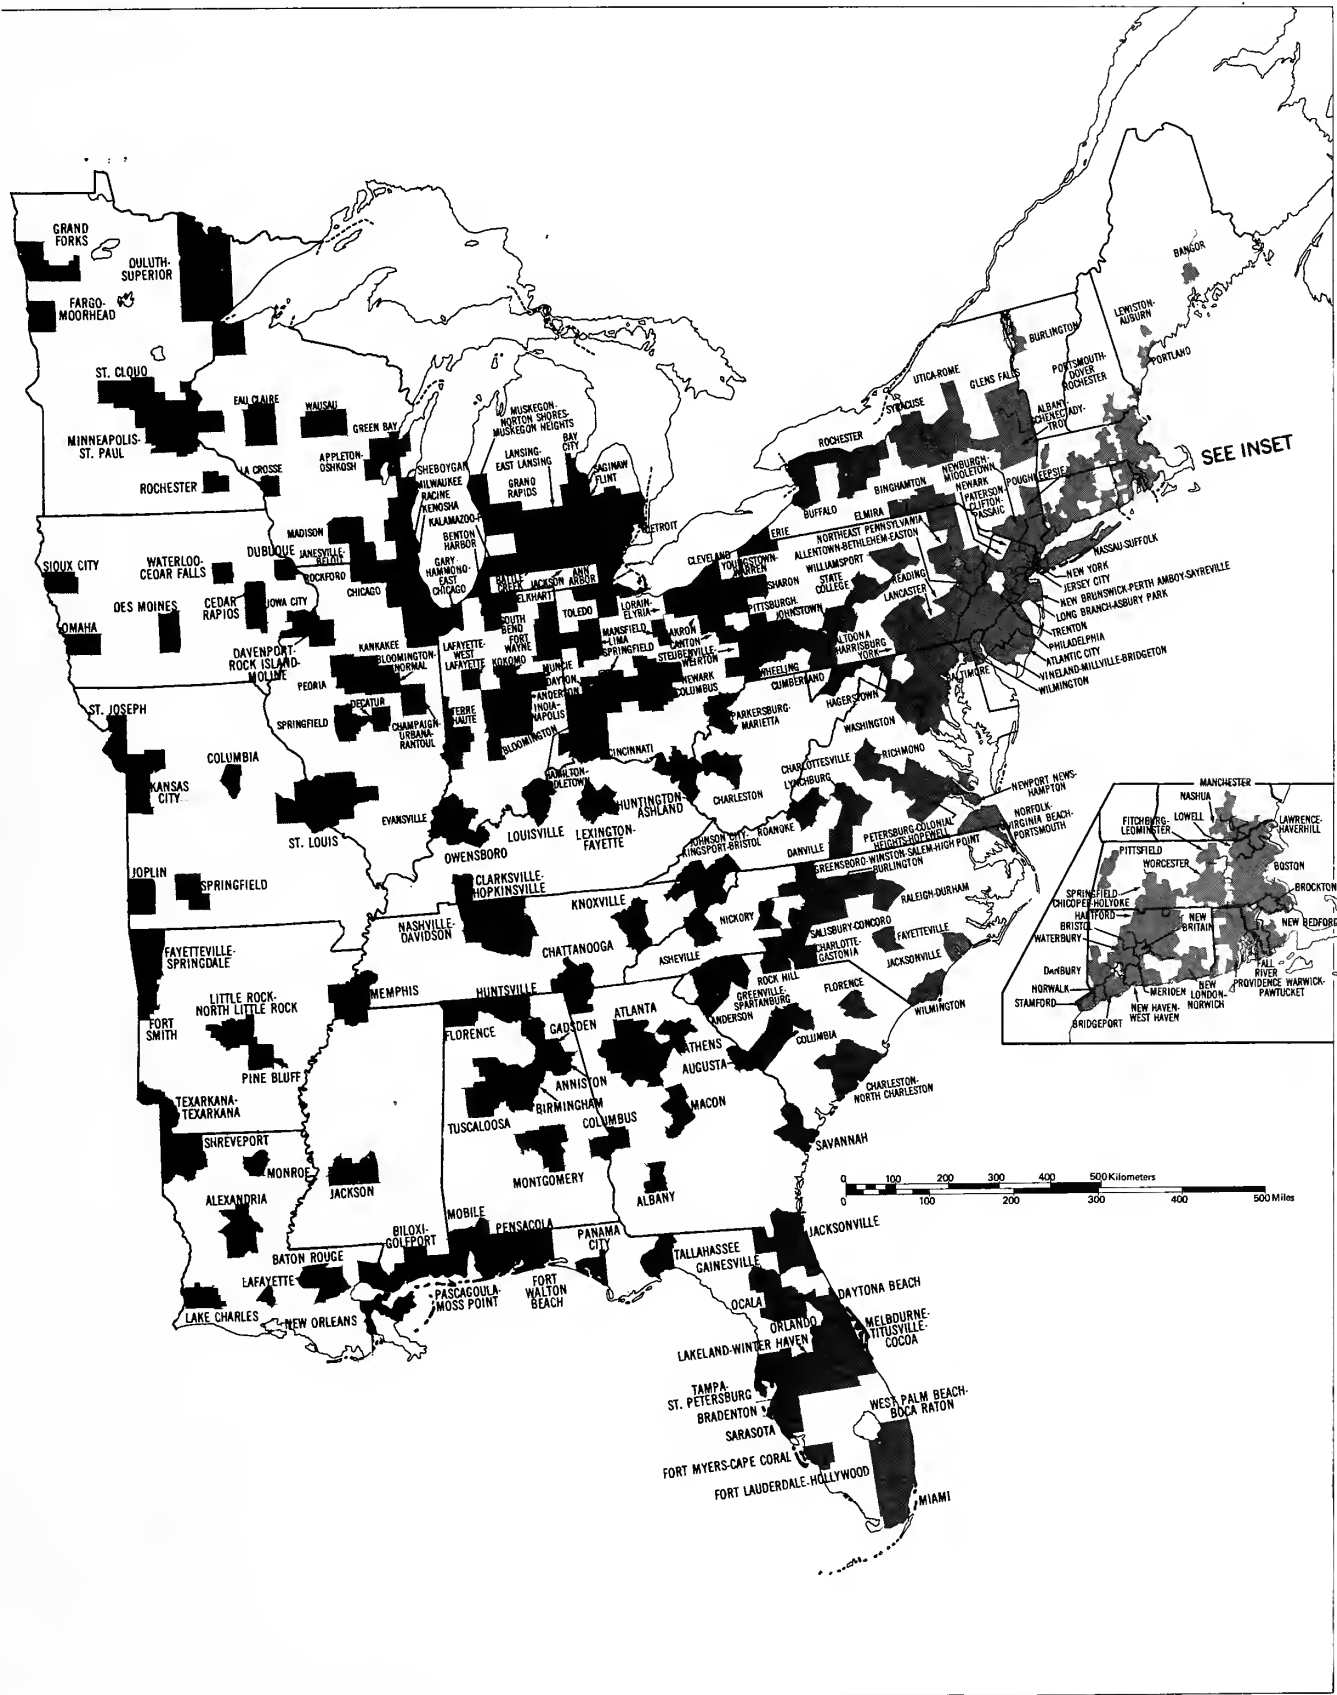 GRAND
FORKS
DULUTH-
SUPERIOR
FARGO-
MOORHEAD
ST. CLOUD
EAU CLAIRE
WAUSAU
GREEN BAY
MINNEAPOLIS-
ST. PAUL
APPLETON-
OSHKOSH
LA CROSSE
ROCHESTER
SHEBOYGAN
MILWAUKEE
RACINE
KENOSHA
KALAMAZOO-P
BENTON
HARBOR
GARY-
HAMMOND-
EAST
CHICAGO
MUSKEGON-
NORTON SHORES-
MUSKEGON HEIGHTS
BAY
CITY
LANSING-
EAST LANSING
GRAND
RAPIDS
SAGINAW
FLINT
DETROIT
MADISON
DUBUQUE
JANESVILLE-
BELOIT
ROCKFORD
CHICAGO
BATTLE
CREEK
JACKSON
ANN
ARBOR
SIOUX CITY
WATERLOO-
CEDAR FALLS
DES MOINES
CEDAR
RAPIDS
IOWA CITY
OMAHA
DAVENPORT-
ROCK ISLAND-
MOLINE
KANKAKEE
BLOOMINGTON-
NORMAL
PEORIA
DECATUR
SPRINGFIELD
CHAMPAIGN-
URBANA-
RANTOUL
LAFAYETTE-
WEST
LAFAYETTE
KOKOMO
TERRE
HAUTE
ELKHART
SOUTH
BEND
FORT
WAYNE
TOLEDO
LORAIN-
ELYRIA
MANSFIELD
LIMA
SPRINGFIELD
AKRON
CANTON
STEUBENVILLE-
WEIRTON
MUNCIE
DAYTON
ANDERSON
INDIA-
NAPOLIS
BLOOMINGTON
NEWARK
COLUMBUS
WHEELING
PARKERSBURG-
MARIETTA
CINCINNATI
HAMILTON-
DLETOWN
CLEVELAND
YOUNGSTOWN-
WARREN
ERIE
SHARON
PITTSBURGH
JOHNSTOWN
ALTOONA
HARRISBURG
YORK
CUMBERLAND
HAGERSTOWN
BALTIMORE
WASHINGTON
BUFFALO
ROCHESTER
SYRACUSE
UTICA-ROME
GLENS FALLS
BURLINGTON
PORTSMOUTH-
DOVER
ROCHESTER
BANGOR
LEWISTON-
AUBURN
PORTLAND
ALBANY-
SCHENECTADY-
TROY
SEE INSET
NEWBURGH-
MIDDLETOWN
NEWARK
PATERSON-
CLIFTON-
PASSAIC
POUGHKEEPSIE
BINGHAMTON
ELMIRA
NORTHEAST PENNSYLVANIA
ALLENTOWN-BETHLEHEM-EASTON
WILLIAMSPORT
STATE
COLLEGE
READING
LANCASTER
NASSAU-SUFFOLK
NEW YORK
JERSEY CITY
NEW BRUNSWICK-PERTH AMBOY-SAYREVILLE
LONG BRANCH-ASBURY PARK
TRENTON
PHILADELPHIA
ATLANTIC CITY
VINELAND-MILLVILLE-BRIDGETON
WILMINGTON
ST. JOSEPH
COLUMBIA
KANSAS
CITY
ST. LOUIS
JOPLIN
SPRINGFIELD
EVANSVILLE
OWENSBORO
LOUISVILLE
LEXINGTON-
FAYETTE
HUNTINGTON-
ASHLAND
CHARLESTON
CHARLOTTESVILLE
LYNCHBURG
RICHMOND
NEWPORT NEWS-
HAMPTON
NORFOLK-
VIRGINIA BEACH-
PORTSMOUTH
PETERSBURG-COLONIAL
HEIGHTS-HOPEWELL
ROANOKE
DANVILLE
JOHNSON CITY-
KINGSPORT-BRISTOL
GREENSBORO-WINSTON-SALEM-HIGH POINT
BURLINGTON
RALEIGH-DURHAM
CLARKSVILLE-
HOPKINSVILLE
KNOXVILLE
NASHVILLE-
DAVIDSON
CHATTANOOGA
HICKORY
ASHEVILLE
SALISBURY-CONCORD
CHARLOTTE-
GASTONIA
FAYETTEVILLE
JACKSONVILLE
WILMINGTON
ROCK HILL
GREENVILLE-
SPARTANBURG
ANDERSON
FLORENCE
COLUMBIA
FAYETTEVILLE-
SPRINGDALE
LITTLE ROCK-
NORTH LITTLE ROCK
FORT
SMITH
PINE BLUFF
MEMPHIS
HUNTSVILLE
FLORENCE
GADSDEN
ATLANTA
ATHENS
AUGUSTA
CHARLESTON-
NORTH CHARLESTON
ANNISTON
BIRMINGHAM
TUSCALOOSA
COLUMBUS
MACON
SAVANNAH
MONTGOMERY
ALBANY
TEXARKANA-
TEXARKANA
SHREVEPORT
MONROE
ALEXANDRIA
JACKSON
BATON ROUGE
LAFAYETTE
LAKE CHARLES
NEW ORLEANS
BILOXI-
GULFPORT
MOBILE
PENSACOLA
PANAMA
CITY
PASCAGOULA-
MOSS POINT
FORT
WALTON
BEACH
TALLAHASSEE
GAINESVILLE
JACKSONVILLE
DAYTONA BEACH
OCALA
ORLANDO
MELBOURNE-
TITUSVILLE-
COCOA
LAKELAND-WINTER HAVEN
TAMPA-
ST. PETERSBURG
BRADENTON
SARASOTA
WEST PALM BEACH-
BOCA RATON
FORT MYERS-CAPE CORAL
FORT LAUDERDALE-HOLLYWOOD
MIAMI
0 100 200 300 400 500 Kilometers
0 100 200 300 400 500 Miles
MANCHESTER
NASHUA
LOWELL
FITCHBURG-
LEOMINSTER
LAWRENCE-
HAVERHILL
PITTSFIELD
WORCESTER
BOSTON
BROCKTON
SPRINGFIELD
CHICOPEE-HOLYOKE
HARTFORD
BRISTOL
WATERBURY
NEW
BRITAIN
NEW BEDFORD
DANBURY
NORWALK
STAMFORD
BRIDGEPORT
MERIDEN
NEW HAVEN-
WEST HAVEN
NEW
LONDON-
NORWICH
FALL
RIVER
PROVIDENCE WARWICK-
PAWTUCKET